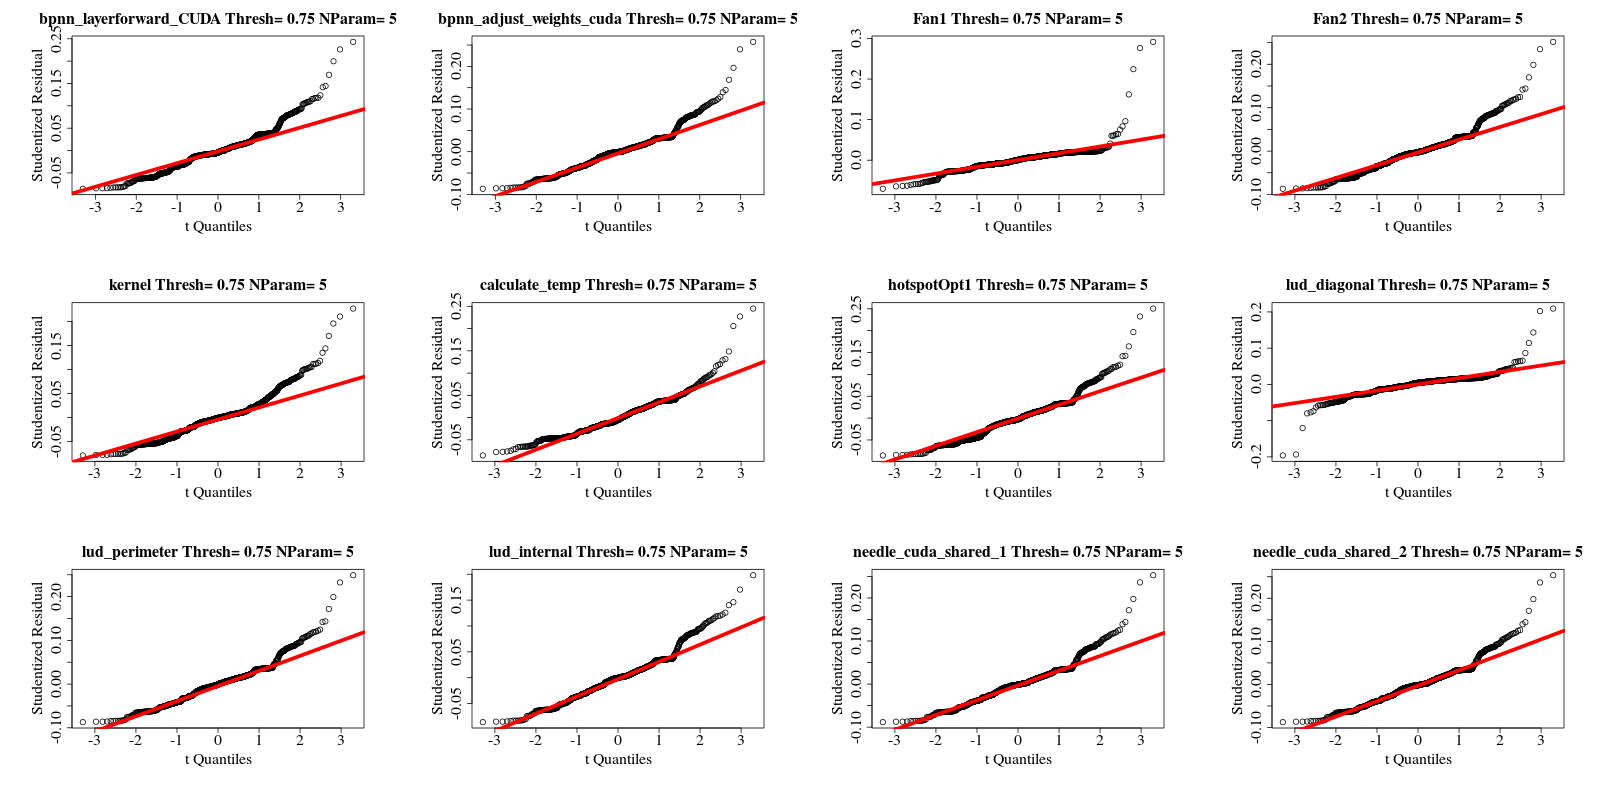 bpnn_layerforward_CUDA Thresh= 0.75 NParam= 5
Studentized Residual
-0.05 0.05 0.15 0.25
-3 -2 -1 0 1 2 3
t Quantiles
bpnn_adjust_weights_cuda Thresh= 0.75 NParam= 5
Studentized Residual
-0.10 0.00 0.10 0.20
-3 -2 -1 0 1 2 3
t Quantiles
Fan1 Thresh= 0.75 NParam= 5
Studentized Residual
0.0 0.1 0.2 0.3
-3 -2 -1 0 1 2 3
t Quantiles
Fan2 Thresh= 0.75 NParam= 5
Studentized Residual
-0.10 0.00 0.10 0.20
-3 -2 -1 0 1 2 3
t Quantiles
kernel Thresh= 0.75 NParam= 5
Studentized Residual
-0.05 0.05 0.15
-3 -2 -1 0 1 2 3
t Quantiles
calculate_temp Thresh= 0.75 NParam= 5
Studentized Residual
-0.05 0.05 0.15 0.25
-3 -2 -1 0 1 2 3
t Quantiles
hotspotOpt1 Thresh= 0.75 NParam= 5
Studentized Residual
-0.05 0.05 0.15 0.25
-3 -2 -1 0 1 2 3
t Quantiles
lud_diagonal Thresh= 0.75 NParam= 5
Studentized Residual
-0.2 0.0 0.1 0.2
-3 -2 -1 0 1 2 3
t Quantiles
lud_perimeter Thresh= 0.75 NParam= 5
Studentized Residual
-0.10 0.00 0.10 0.20
-3 -2 -1 0 1 2 3
t Quantiles
lud_internal Thresh= 0.75 NParam= 5
Studentized Residual
-0.05 0.05 0.15
-3 -2 -1 0 1 2 3
t Quantiles
needle_cuda_shared_1 Thresh= 0.75 NParam= 5
Studentized Residual
-0.10 0.00 0.10 0.20
-3 -2 -1 0 1 2 3
t Quantiles
needle_cuda_shared_2 Thresh= 0.75 NParam= 5
Studentized Residual
-0.10 0.00 0.10 0.20
-3 -2 -1 0 1 2 3
t Quantiles